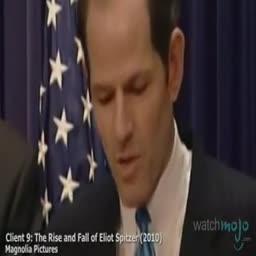 watchmojo
.com
Client 9: The Rise and Fall of Eliot Spitzer (2010)
Magnolia Pictures